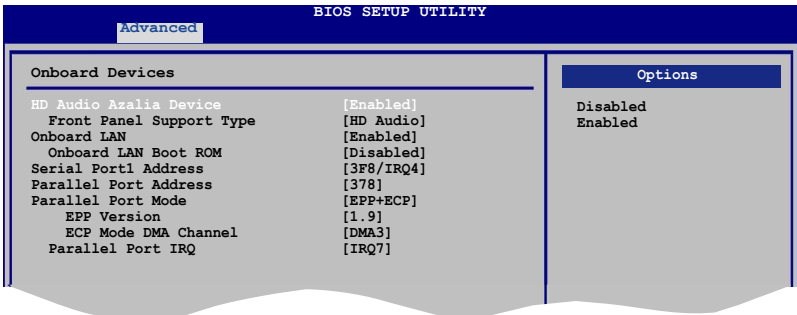 BIOS SETUP UTILITY
Advanced
Onboard Devices
HD Audio Azalia Device [Enabled]
Front Panel Support Type [HD Audio]
Onboard LAN [Enabled]
Onboard LAN Boot ROM [Disabled]
Serial Port1 Address [3F8/IRQ4]
Parallel Port Address [378]
Parallel Port Mode [EPP+ECP]
EPP Version [1.9]
ECP Mode DMA Channel [DMA3]
Parallel Port IRQ [IRQ7]
Options
Disabled
Enabled